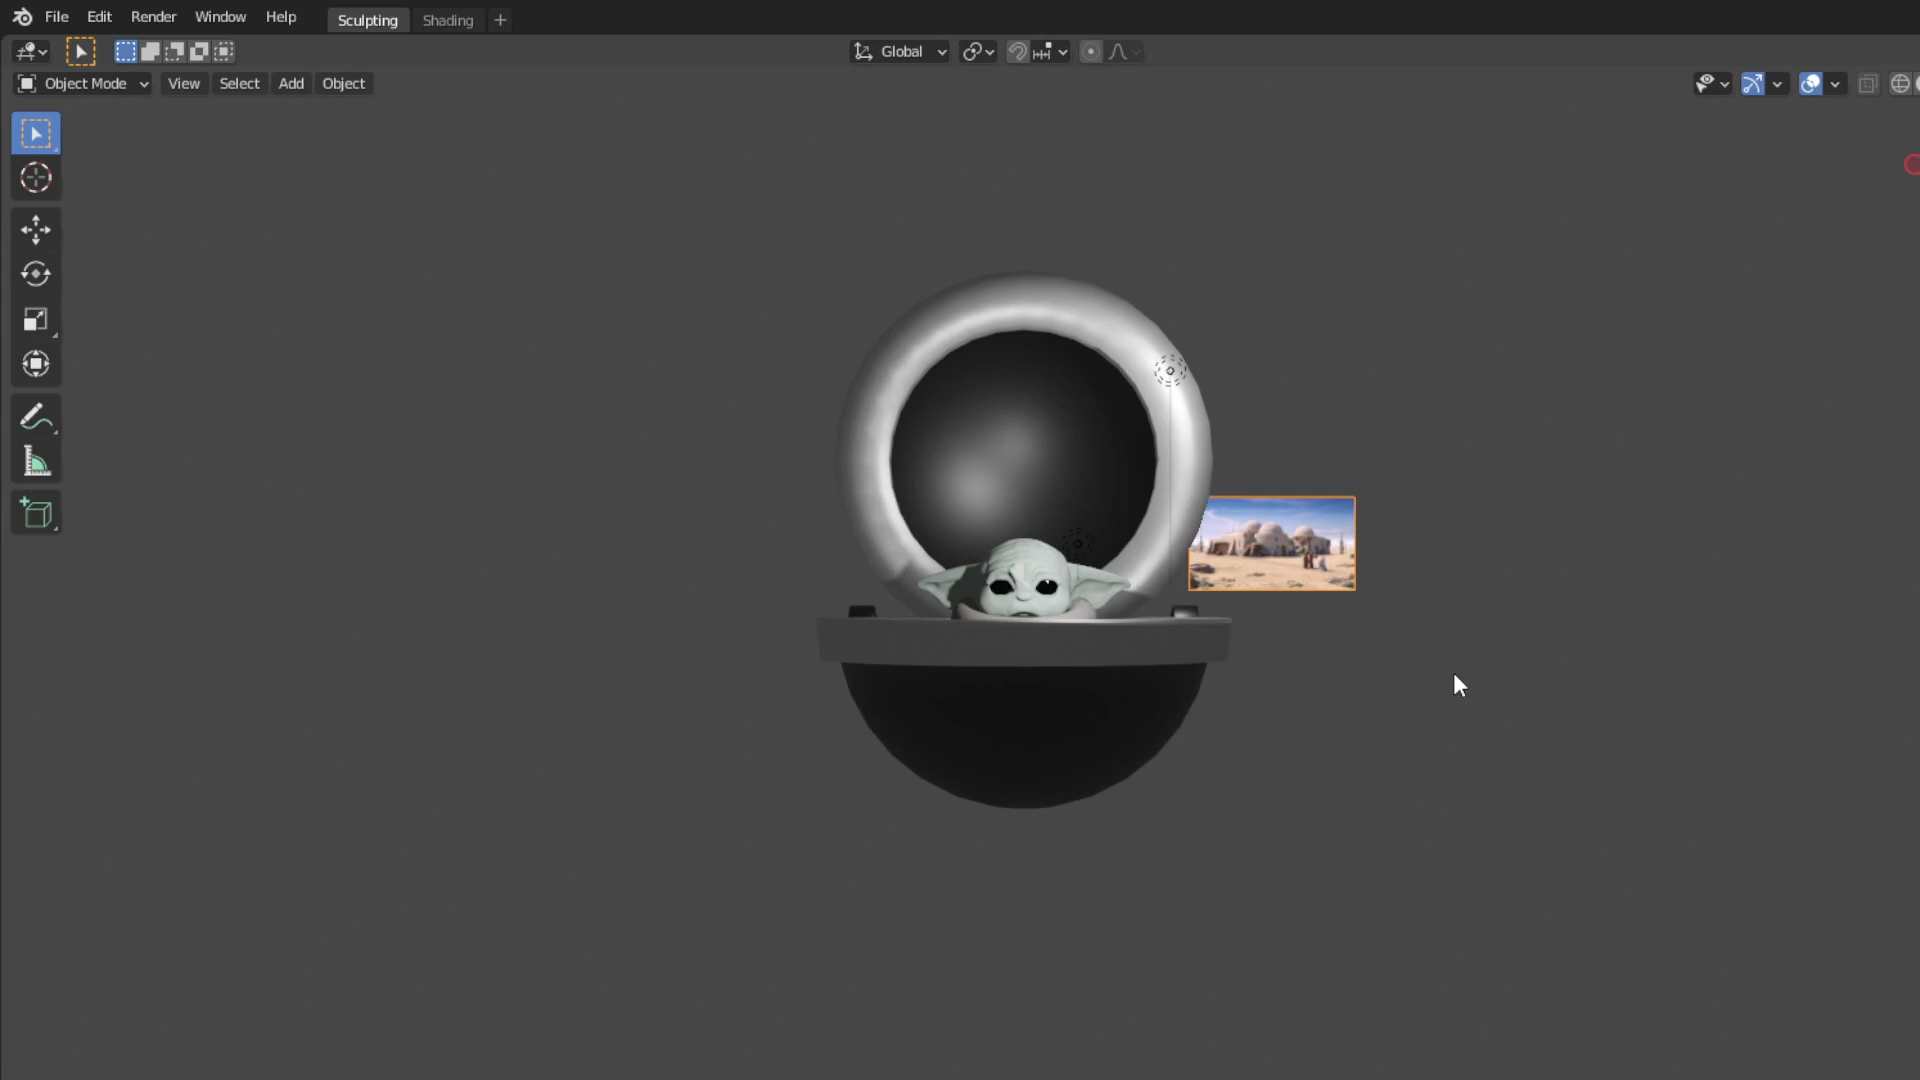 File Edit Render Window Help Sculpting Shading +
Global
Object Mode View Select Add Object